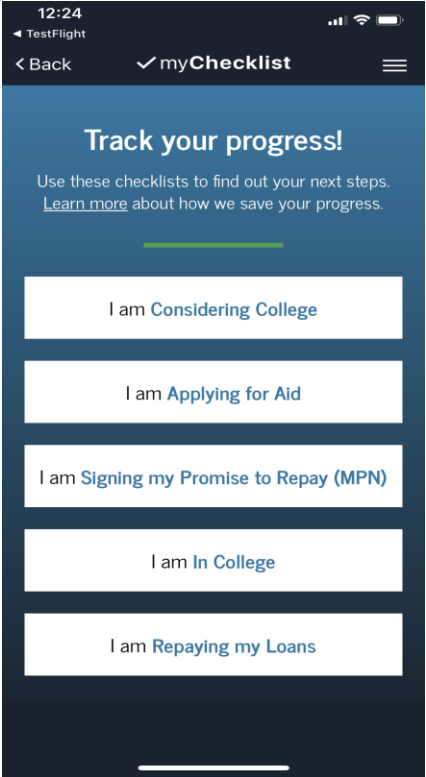 12:24
TestFlight
Back
myChecklist
Track your progress!
Use these checklists to find out your next steps.
Learn more about how we save your progress.
I am Considering College
I am Applying for Aid
I am Signing my Promise to Repay (MPN)
I am In College
I am Repaying my Loans